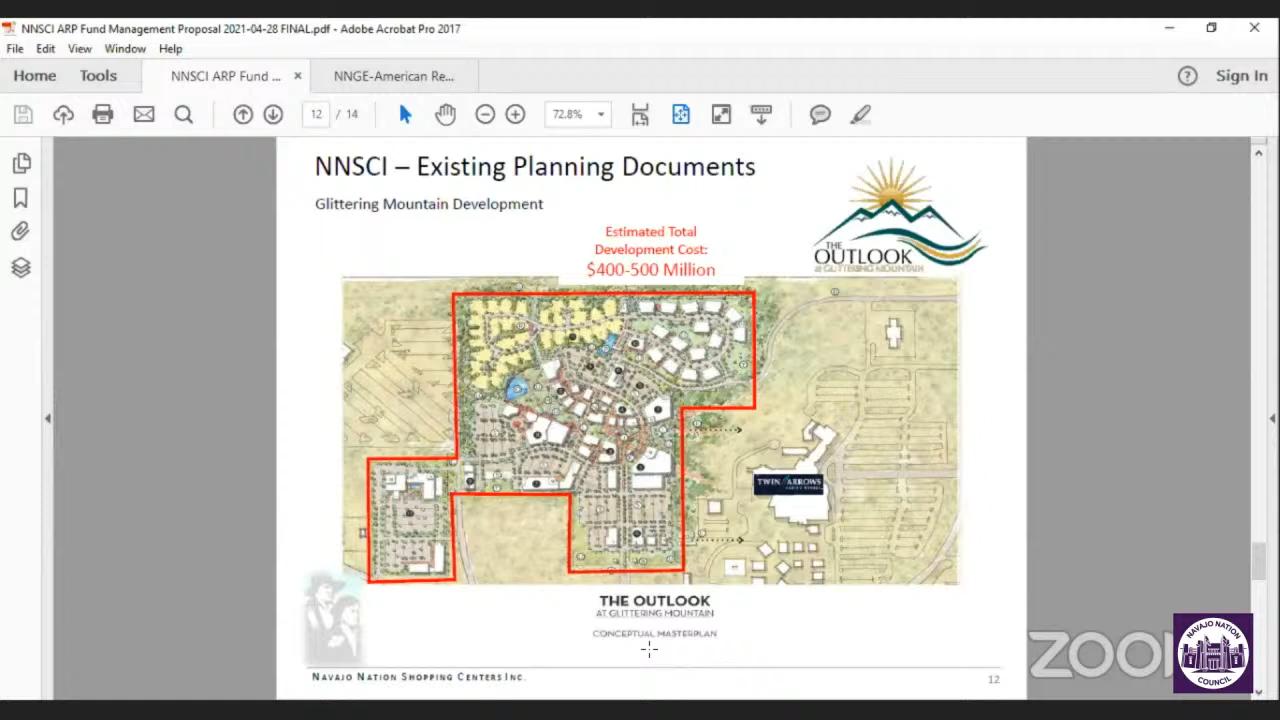 NNSCI ARP Fund Management Proposal 2021-04-28 FINAL.pdf - Adobe Acrobat Pro 2017
File Edit View Window Help
Home Tools NNSCI ARP Fund ... × NNGE-American Re... Sign In
12 / 14 72.8%
NNSCI – Existing Planning Documents
Glittering Mountain Development
Estimated Total
Development Cost:
$400-500 Million
THE
OUTLOOK
AT GLITTERING MOUNTAIN
TWIN ARROWS
THE OUTLOOK
AT GLITTERING MOUNTAIN
CONCEPTUAL MASTERPLAN
NAVAJO NATION SHOPPING CENTERS INC.
12
ZOO
NAVAJO NATION
COUNCIL